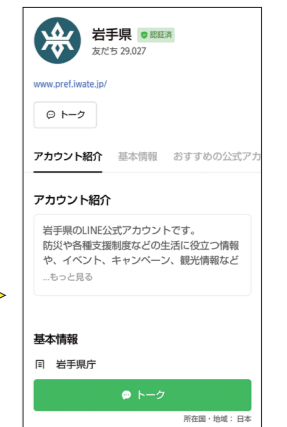 岩手県 認証済
友だち 29,027
www.pref.iwate.jp/
トーク
アカウント紹介 基本情報 おすすめの公式アカ
アカウント紹介
岩手県のLINE公式アカウントです。
防災や各種支援制度などの生活に役立つ情報
や、イベント、キャンペーン、観光情報など
...もっと見る
基本情報
岩手県庁
トーク
所在国・地域： 日本